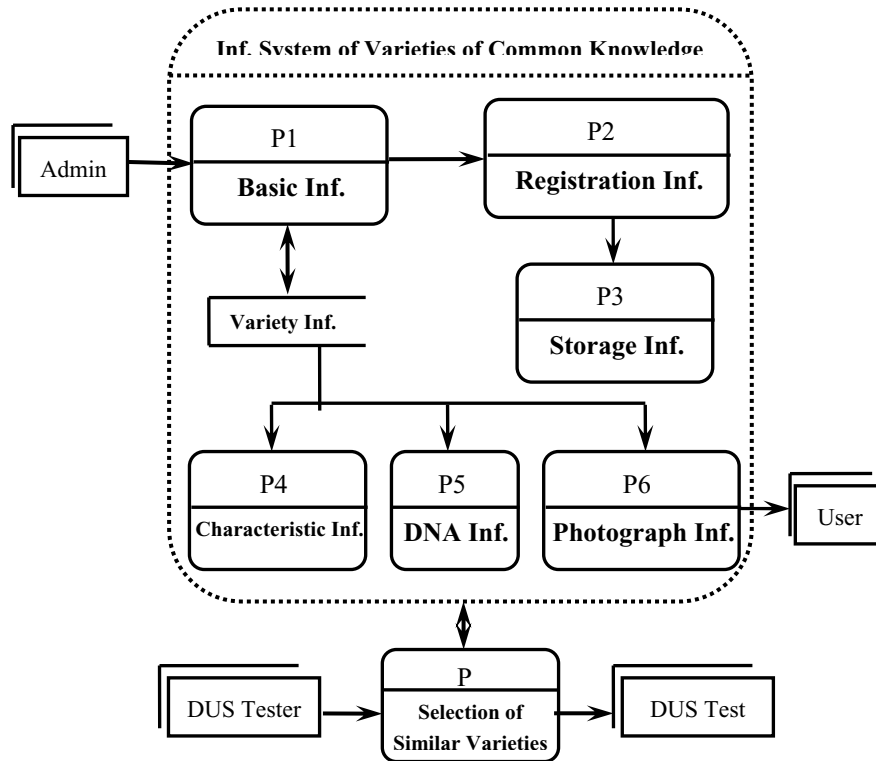 Inf. System of Varieties of Common Knowledge
P1
Basic Inf.
P2
Registration Inf.
Admin
P3
Storage Inf.
Variety Inf.
P4
Characteristic Inf.
P5
DNA Inf.
P6
Photograph Inf.
User
P
Selection of
Similar Varieties
DUS Tester
DUS Test